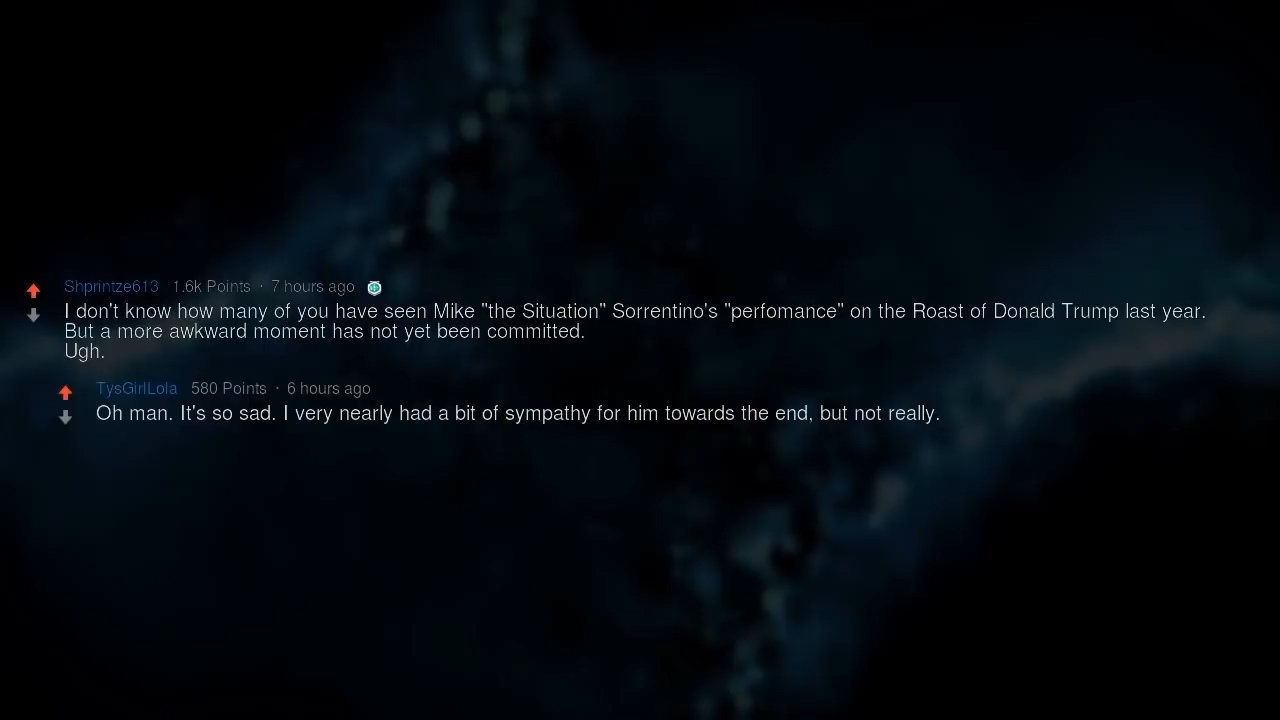 Shprintze613 1.6k Points · 7 hours ago
I don't know how many of you have seen Mike "the Situation" Sorrentino's "perfomance" on the Roast of Donald Trump last year.
But a more awkward moment has not yet been committed.
Ugh.
TysGirlLola 580 Points · 6 hours ago
Oh man. It's so sad. I very nearly had a bit of sympathy for him towards the end, but not really.